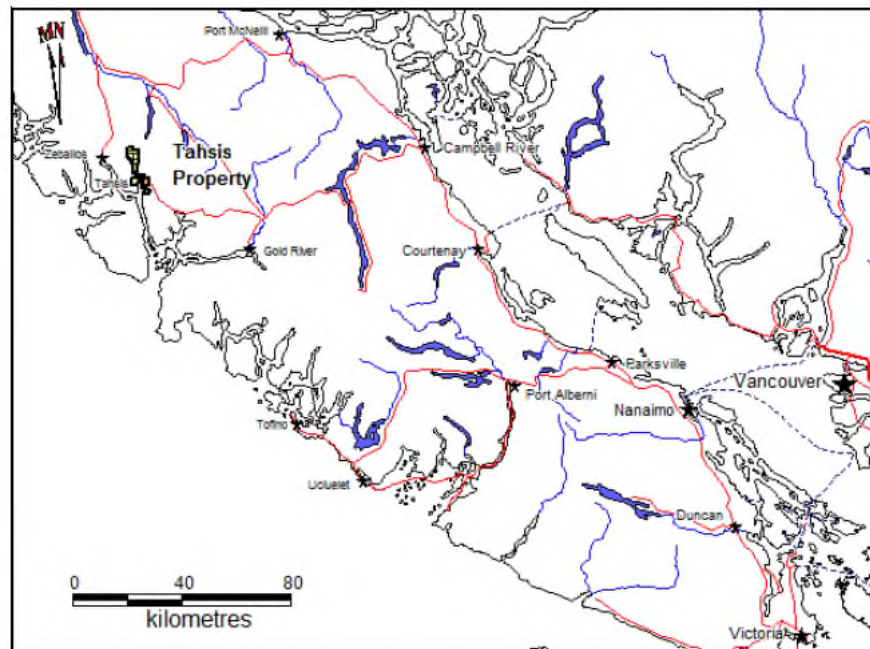 Port McNeill
MN
Campbell River
Zeballos
Tahsis
Property
Tahsis
Gold River
Courtenay
Parksville
Vancouver
Port Alberni
Nanaimo
Tofino
Ucluelet
Duncan
0 40 80
kilometres
Victoria